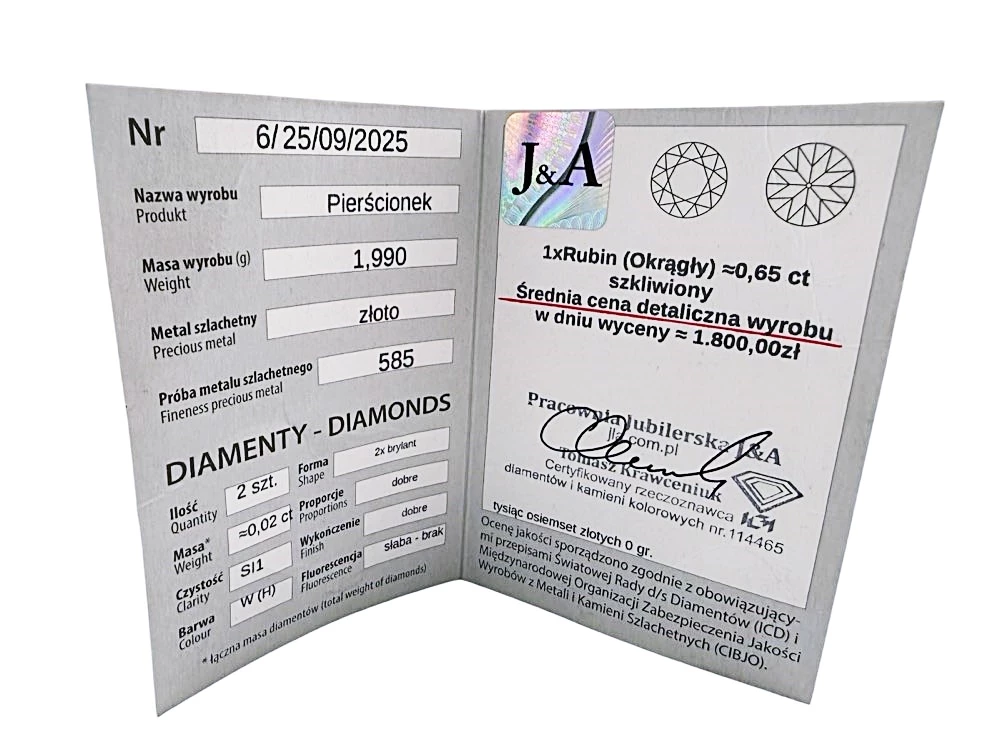 Nr 6/25/09/2025
Nazwa wyrobu
Produkt
Pierścionek
Masa wyrobu (g)
Weight
1,990
Metal szlachetny
Precious metal
złoto
Próba metalu szlachetnego
Fineness precious metal
585
DIAMENTY - DIAMONDS
Ilość
Quantity
2 szt.
Masa*
Weight
≈0,02 ct
Czystość
Clarity
SI1
Barwa
Colour
W (H)
Forma
Shape
2x brylant
Proporcje
Proportions
dobre
Wykończenie
Finish
dobre
Fluorescencja
Fluorescence
słaba - brak
* łączna masa diamentów (total weight of diamonds)
J&A
1xRubin (Okrągły) ≈0,65 ct
szkliwiony
Średnia cena detaliczna wyrobu
w dniu wyceny ≈ 1.800,00zł
Pracownia Jubilerska J&A
jla.com.pl
Tomasz Krawceniuk
Certyfikowany rzeczoznawca
diamentów i kamieni kolorowych nr.114465
tysiąc osiemset złotych 0 gr.
Ocenę jakości sporządzono zgodnie z obowiązujący-
mi przepisami Światowej Rady d/s Diamentów (ICD) i
Międzynarodowej Organizacji Zabezpieczenia Jakości
Wyrobów z Metali i Kamieni Szlachetnych (CIBJO).